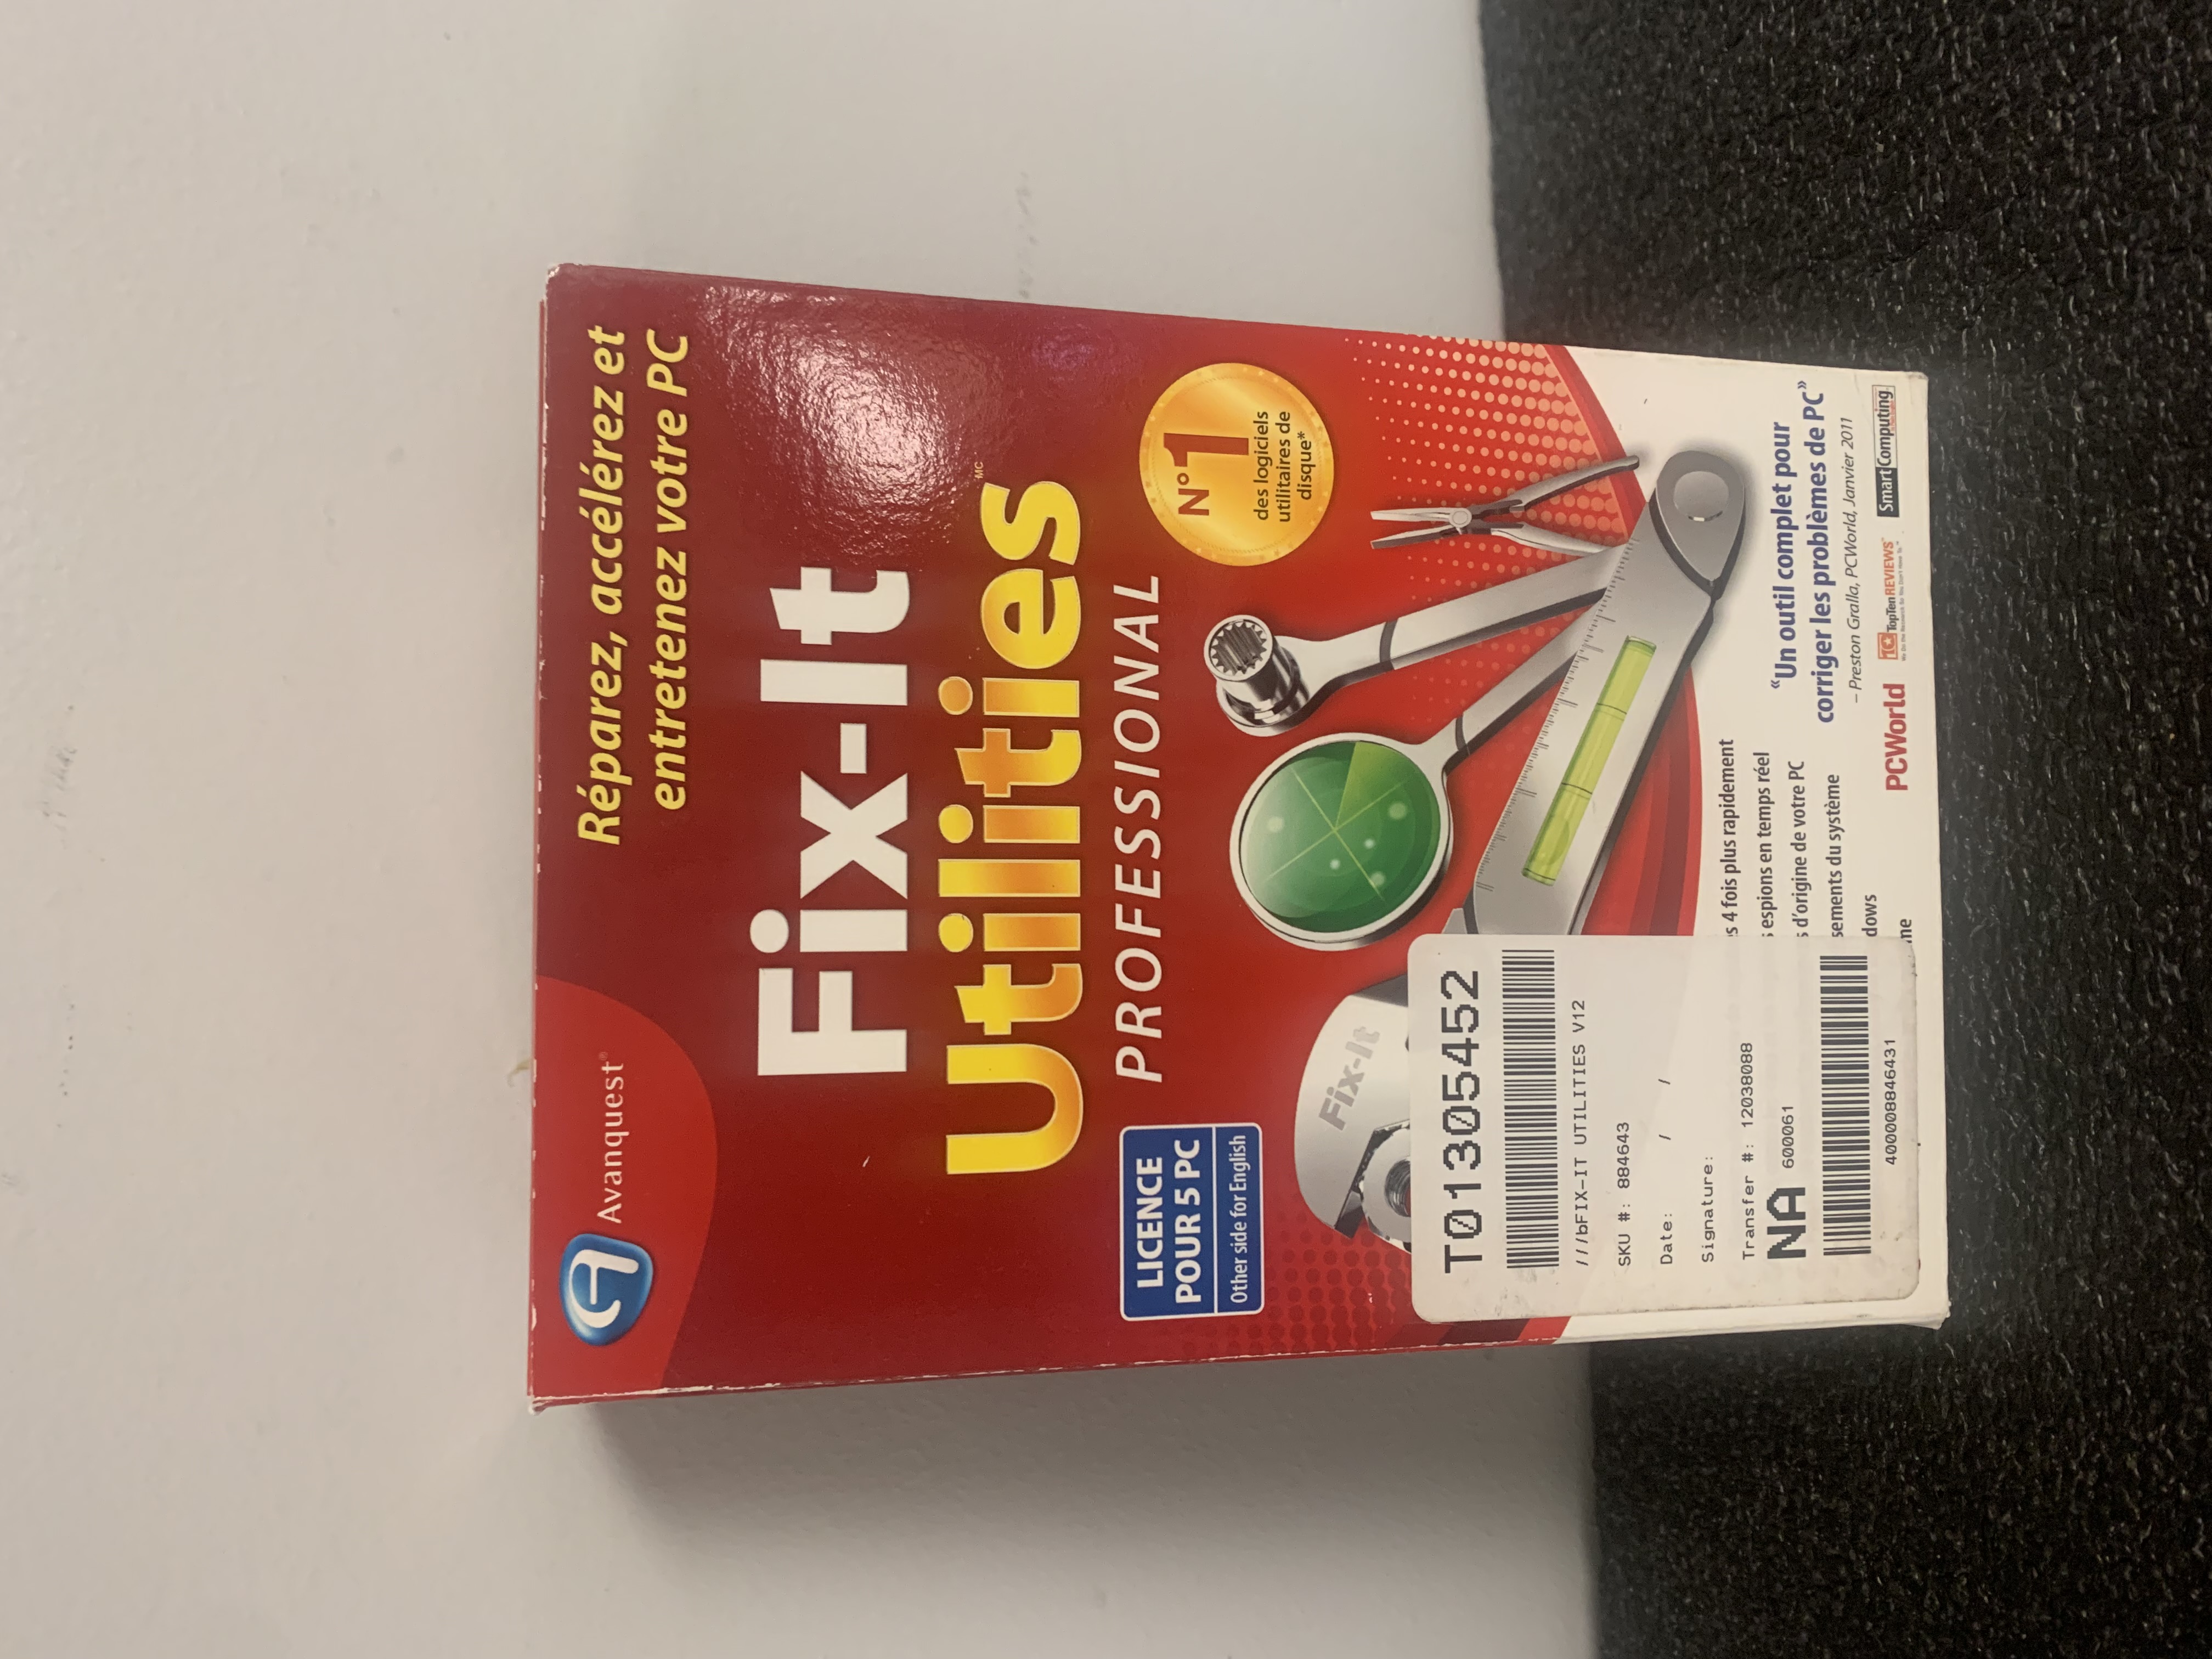 Avanquest®
Réparez, accélérez et
entretenez votre PC
Fix-It
Utilities MC
PROFESSIONAL
LICENCE
POUR 5 PC
Other side for English
N° 1
des logiciels
utilitaires de
disque*
Fix-It
s 4 fois plus rapidement
espions en temps réel
s d'origine de votre PC
sements du système
dows
me
“Un outil complet pour
corriger les problèmes de PC”
– Preston Gralla, PCWorld, Janvier 2011
PCWorld
TopTenREVIEWS
SmartComputing
T01305452
///bFIX-IT UTILITIES V12
SKU #: 884643
Date: / /
Signature:
Transfer #: 12038088
NA 600061
400008846431